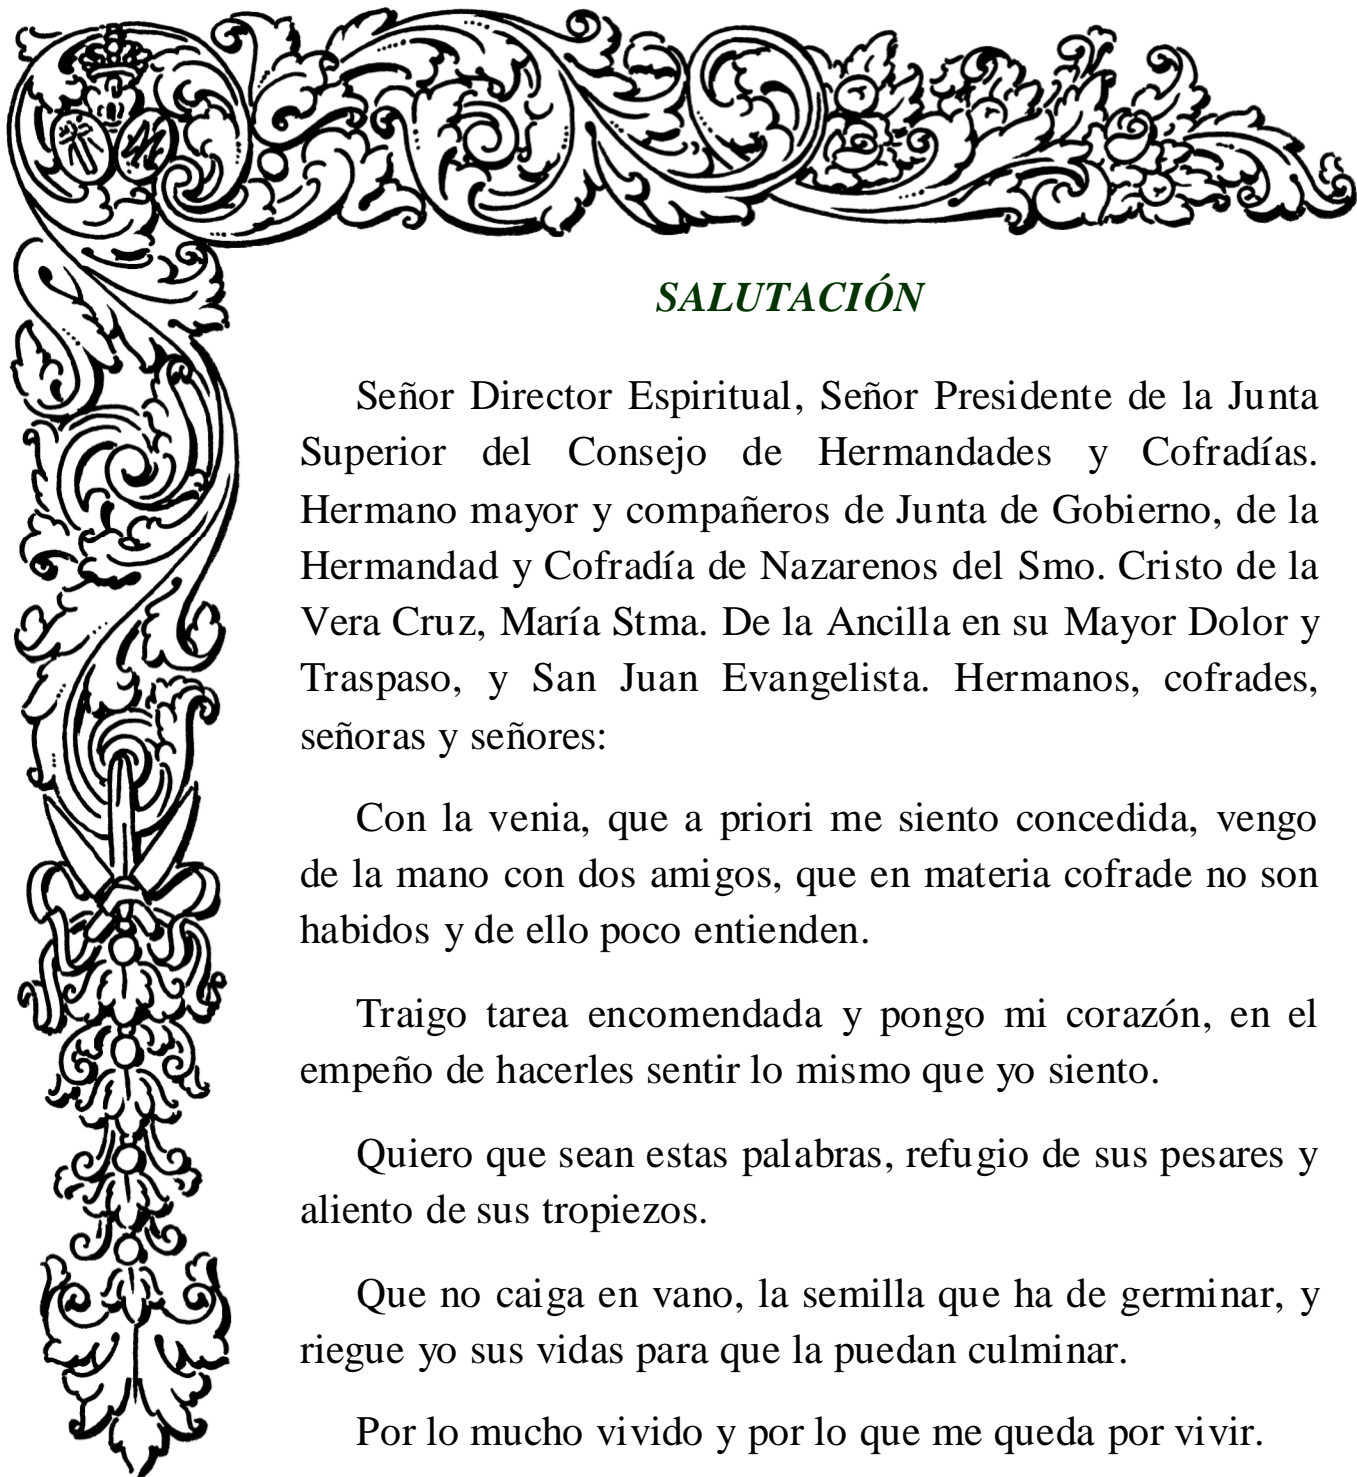 SALUTACIÓN
Señor Director Espiritual, Señor Presidente de la Junta
Superior del Consejo de Hermandades y Cofradías.
Hermano mayor y compañeros de Junta de Gobierno, de la
Hermandad y Cofradía de Nazarenos del Smo. Cristo de la
Vera Cruz, María Stma. De la Ancilla en su Mayor Dolor y
Traspaso, y San Juan Evangelista. Hermanos, cofrades,
señoras y señores:
Con la venia, que a priori me siento concedida, vengo
de la mano con dos amigos, que en materia cofrade no son
habidos y de ello poco entienden.
Traigo tarea encomendada y pongo mi corazón, en el
empeño de hacerles sentir lo mismo que yo siento.
Quiero que sean estas palabras, refugio de sus pesares y
aliento de sus tropiezos.
Que no caiga en vano, la semilla que ha de germinar, y
riegue yo sus vidas para que la puedan culminar.
Por lo mucho vivido y por lo que me queda por vivir.